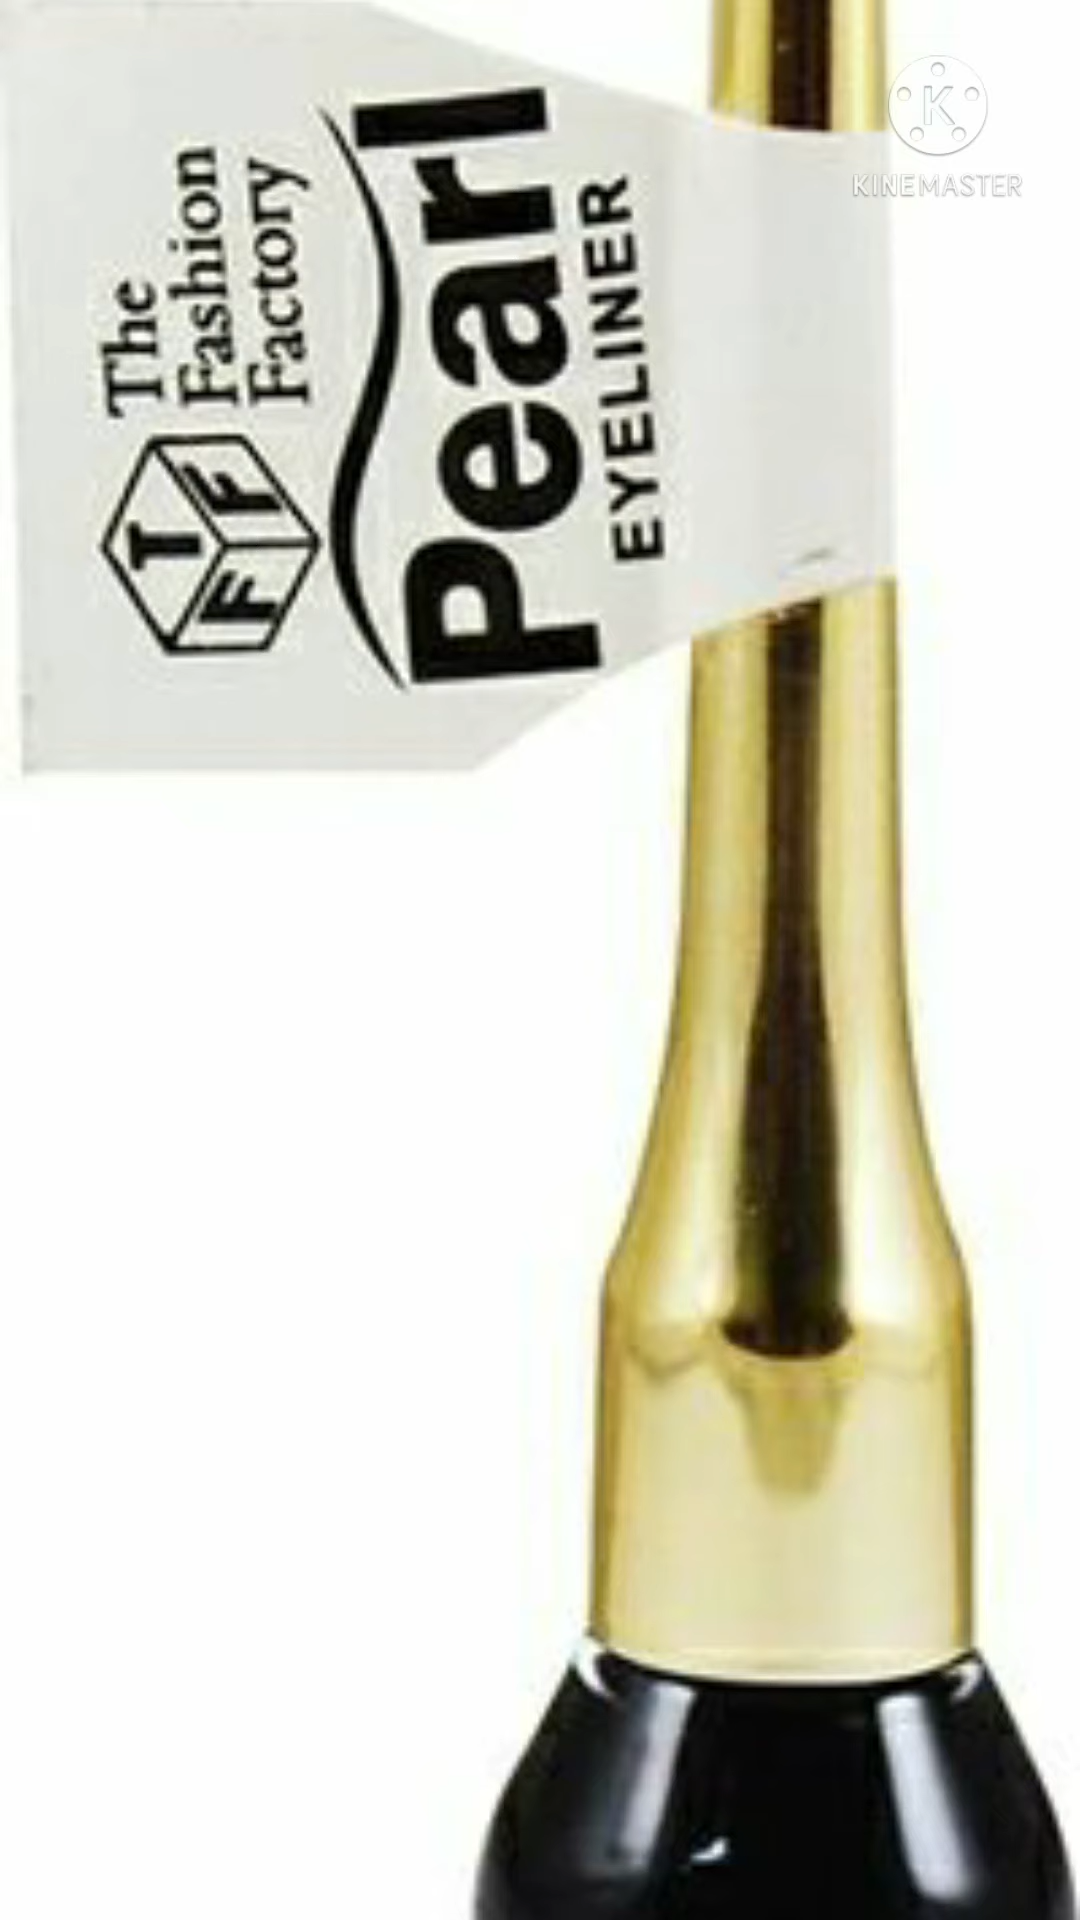 The
Fashion
Factory
TFF
Pearl
EYELINER
K
KINEMASTER